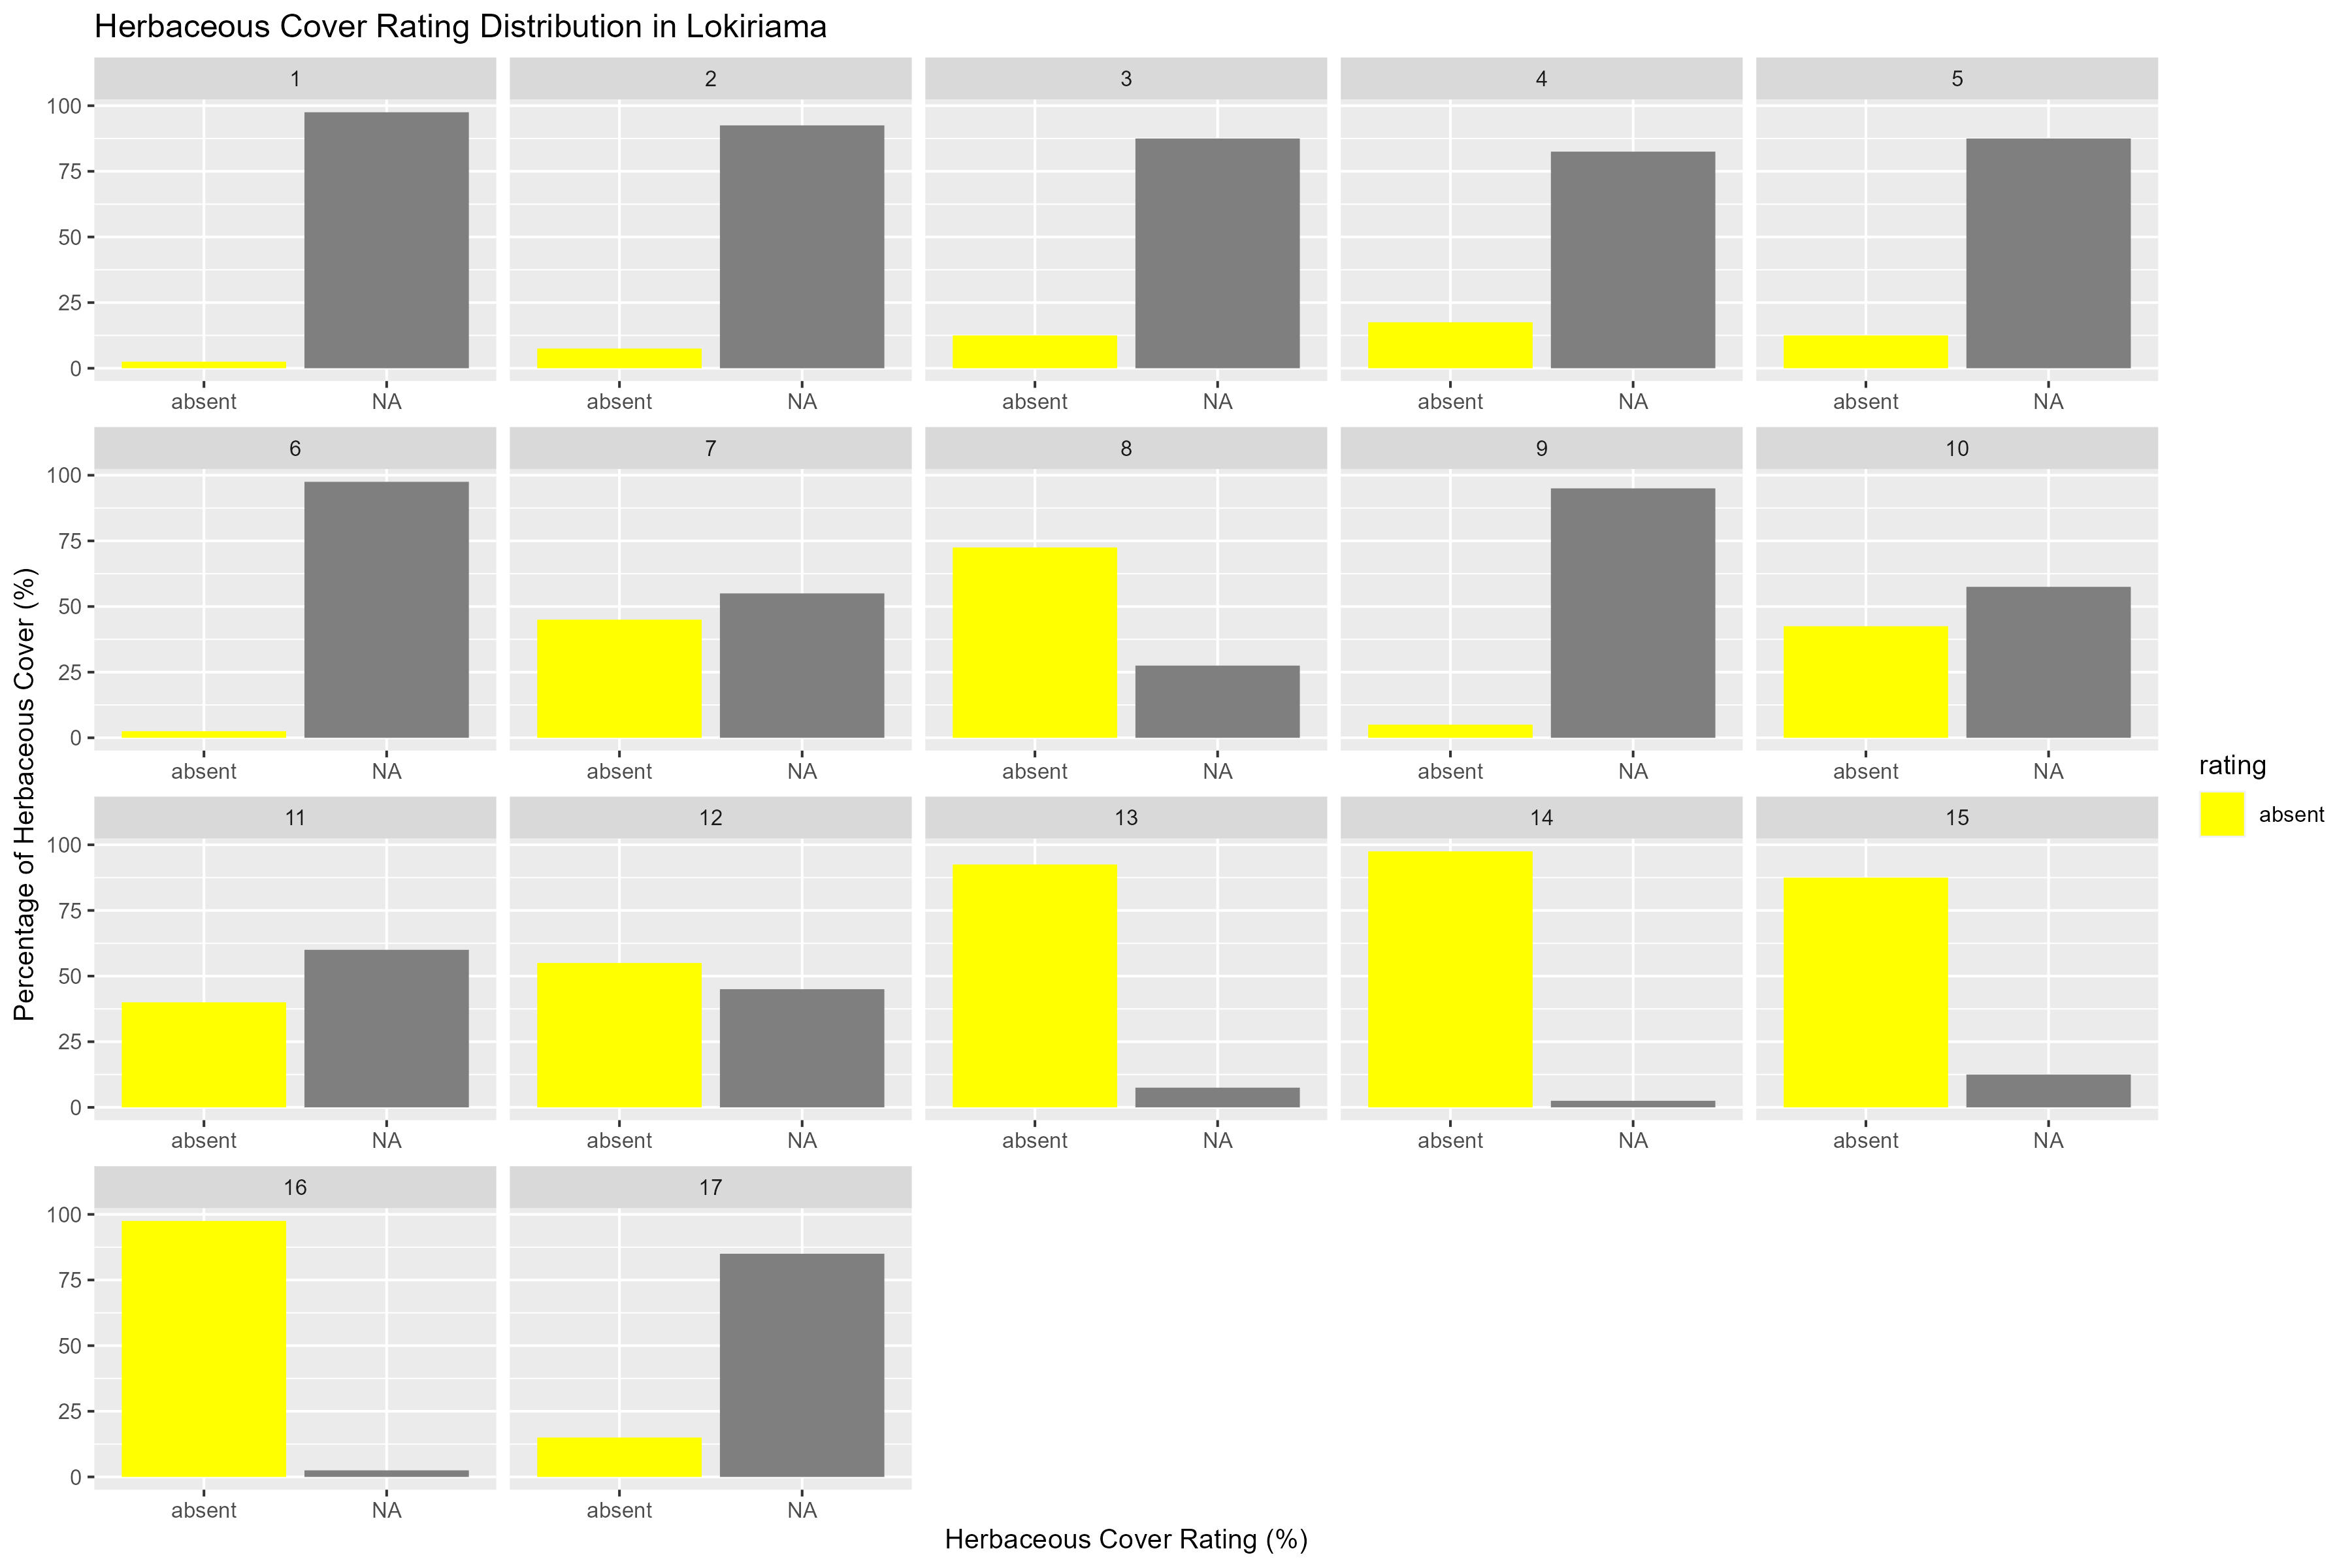 Herbaceous Cover Rating Distribution in Lokiriama
1 2 3 4 5
100
75
50
25
0
absent NA absent NA absent NA absent NA absent NA
6 7 8 9 10
100
75
50
25
0
absent NA absent NA absent NA absent NA absent NA
11 12 13 14 15
100
75
50
25
0
absent NA absent NA absent NA absent NA absent NA
16 17
100
75
50
25
0
absent NA absent NA
Percentage of Herbaceous Cover (%)
Herbaceous Cover Rating (%)
rating
absent